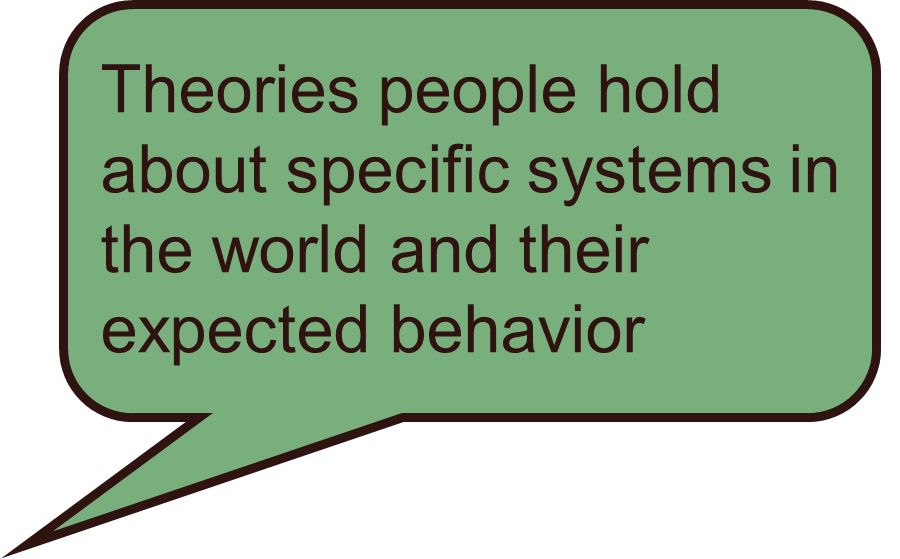 Theories people hold
about specific systems in
the world and their
expected behavior